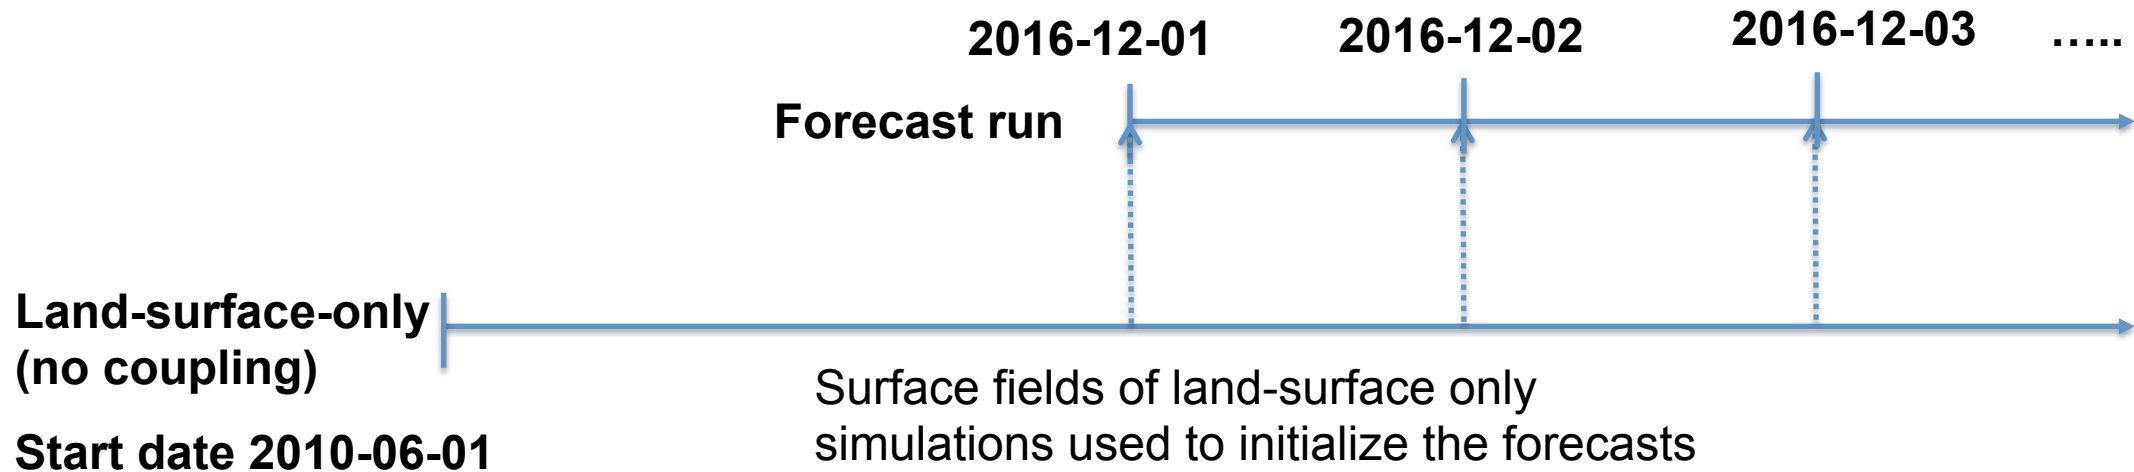 2016-12-01 2016-12-02 2016-12-03 .....
Forecast run
Land-surface-only
(no coupling)
Start date 2010-06-01
Surface fields of land-surface only
simulations used to initialize the forecasts